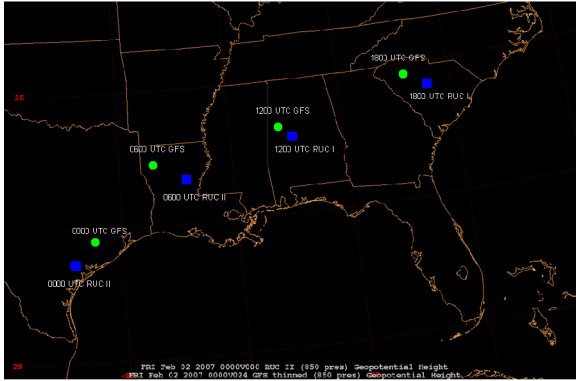 1800 UTC GFS
35
1800 UTC RUC I
1200 UTC GFS
1200 UTC RUC I
0600 UTC GFS
0600 UTC RUC II
0000 UTC GFS
0000 UTC RUC II
25
FRI Feb 02 2007 0000V000 RUC II (850 pres) Geopotential Height
FRI Feb 02 2007 0000V024 GFS thinned (850 pres) Geopotential Height